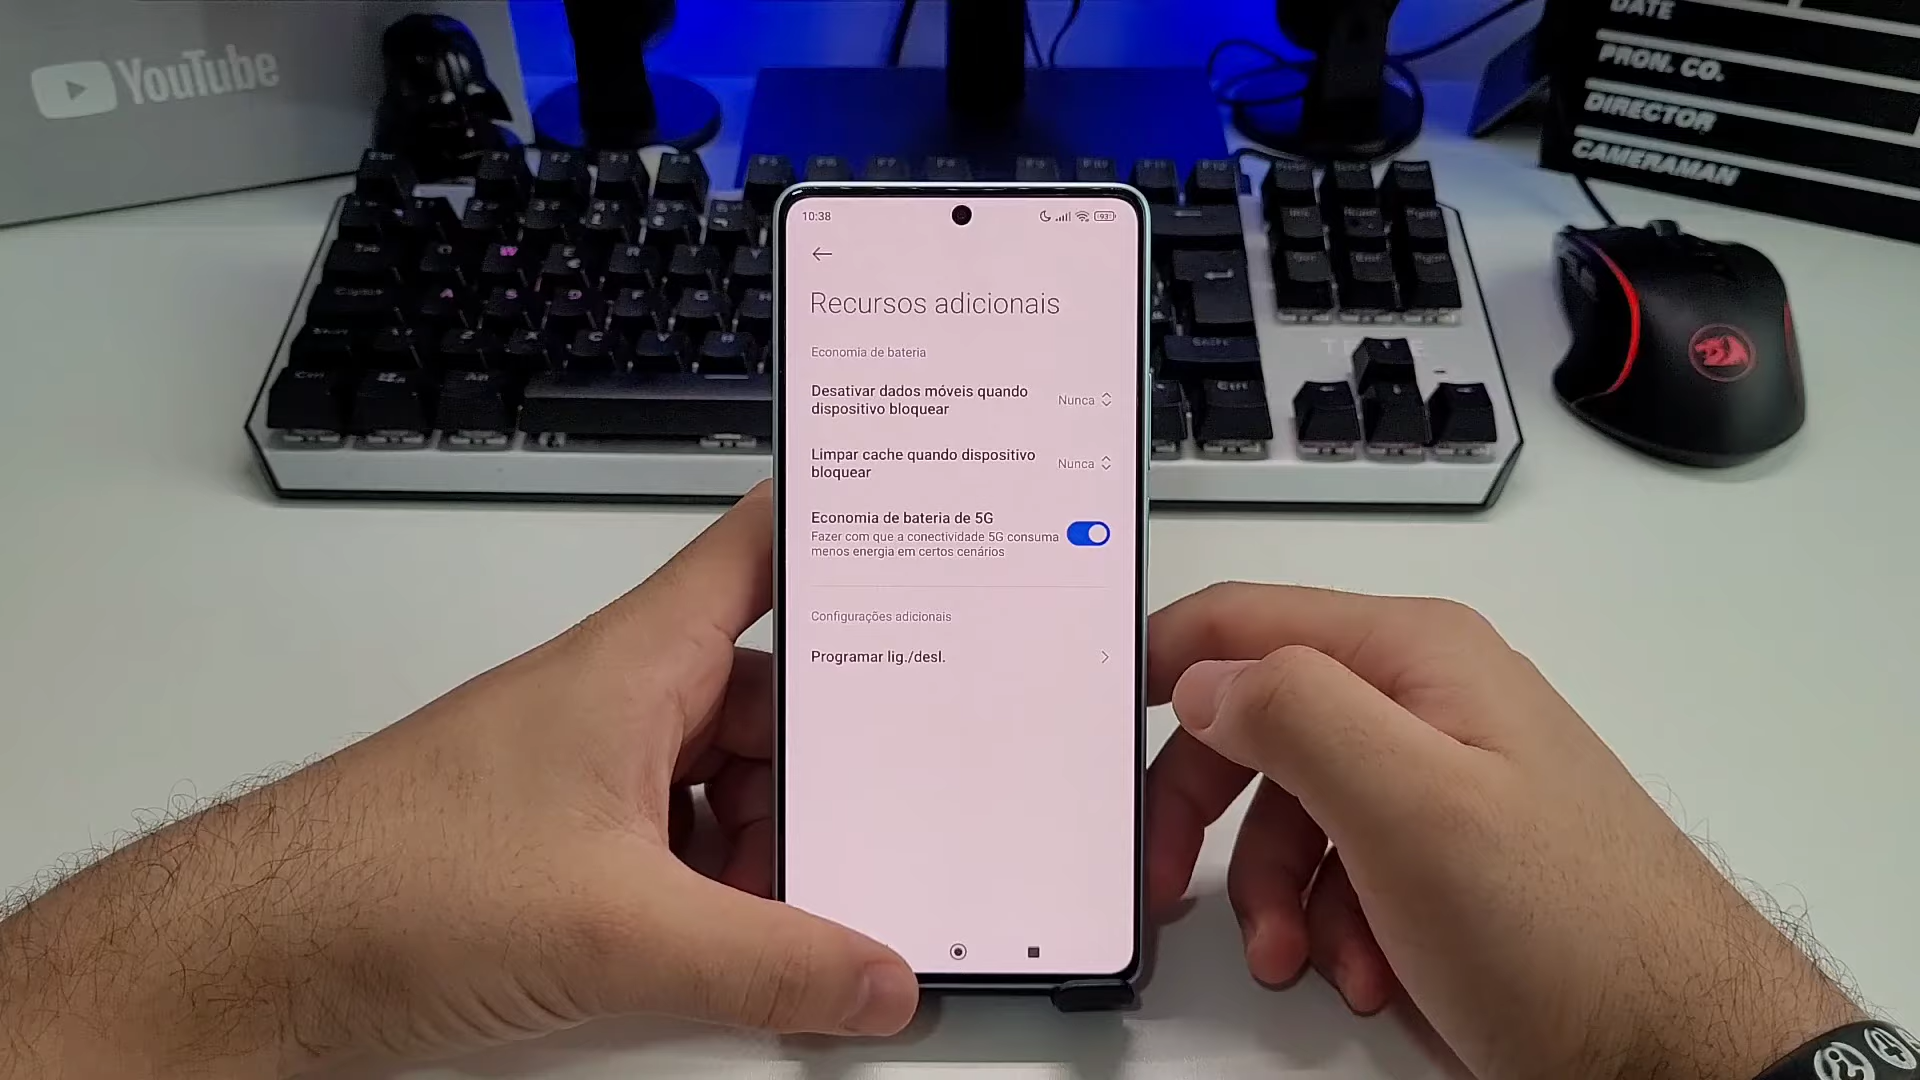 YouTube
DATE
PRON. CO.
DIRECTOR
CAMERAMAN
10:38
93
Recursos adicionais
Economia de bateria
Desativar dados móveis quando
dispositivo bloquear
Nunca
Limpar cache quando dispositivo
bloquear
Nunca
Economia de bateria de 5G
Fazer com que a conectividade 5G consuma
menos energia em certos cenários
Configurações adicionais
Programar lig./desl.